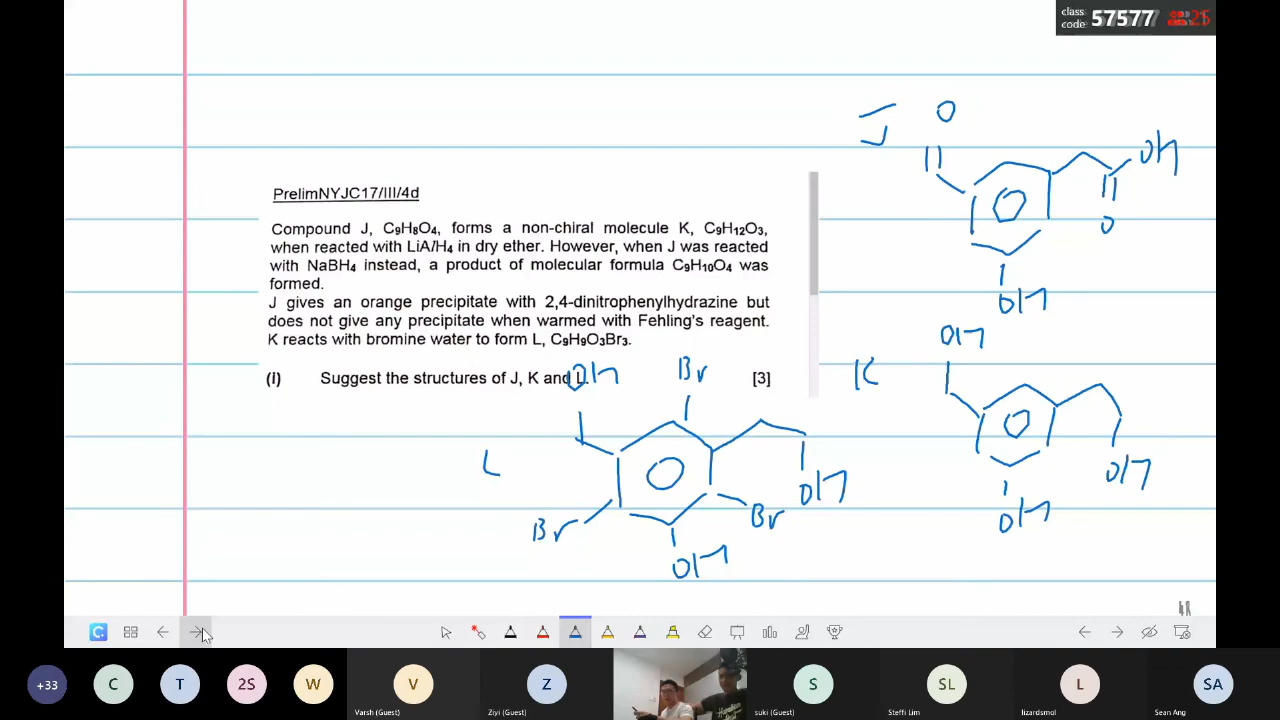 class
code: 57577
PrelimNYJC17/III/4d
Compound J, C₉H₈O₄, forms a non-chiral molecule K, C₉H₁₂O₃,
when reacted with LiA/H₄ in dry ether. However, when J was reacted
with NaBH₄ instead, a product of molecular formula C₉H₁₀O₄ was
formed.
J gives an orange precipitate with 2,4-dinitrophenylhydrazine but
does not give any precipitate when warmed with Fehling's reagent.
K reacts with bromine water to form L, C₉H₉O₃Br₃.
(i) Suggest the structures of J, K and L. [3]
J
O
OH
O
OH
K
OH
OH
OH
L
OH
Br
OH
Br
Br
OH
+33
C
T
2S
W
V
Varsh (Guest)
Z
Ziyi (Guest)
S
suki (Guest)
SL
Steffi Lim
L
lizardsmol
SA
Sean Ang